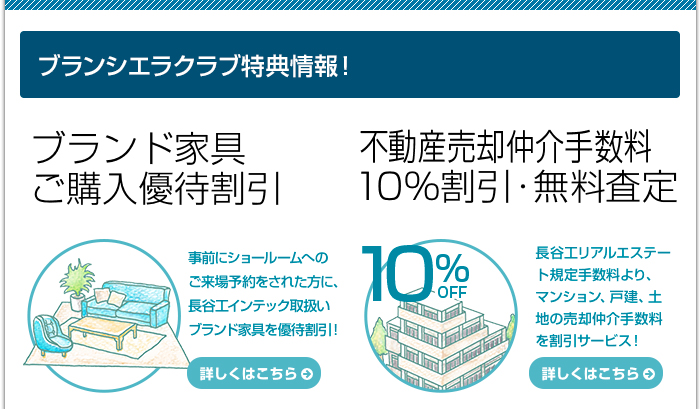 ブランシエラクラブ特典情報！
ブランド家具
ご購入優待割引
事前にショールームへの
ご来場予約をされた方に、
長谷工インテック取扱い
ブランド家具を優待割引！
詳しくはこちら
不動産売却仲介手数料
10%割引・無料査定
10%
OFF
長谷工リアルエステー
ト規定手数料より、
マンション、戸建、土
地の売却仲介手数料
を割引サービス！
詳しくはこちら